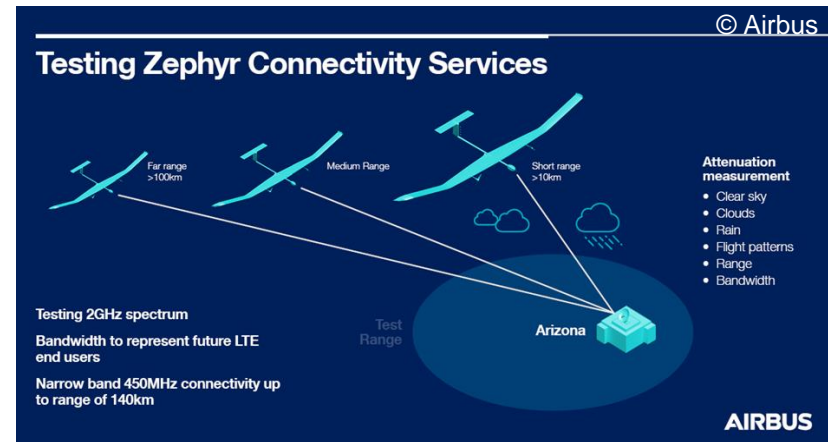 © Airbus
Testing Zephyr Connectivity Services
Far range
>100km
Medium Range
Short range
>10km
Attenuation
measurement
• Clear sky
• Clouds
• Rain
• Flight patterns
• Range
• Bandwidth
Test
Range
Arizona
Testing 2GHz spectrum
Bandwidth to represent future LTE
end users
Narrow band 450MHz connectivity up
to range of 140km
AIRBUS